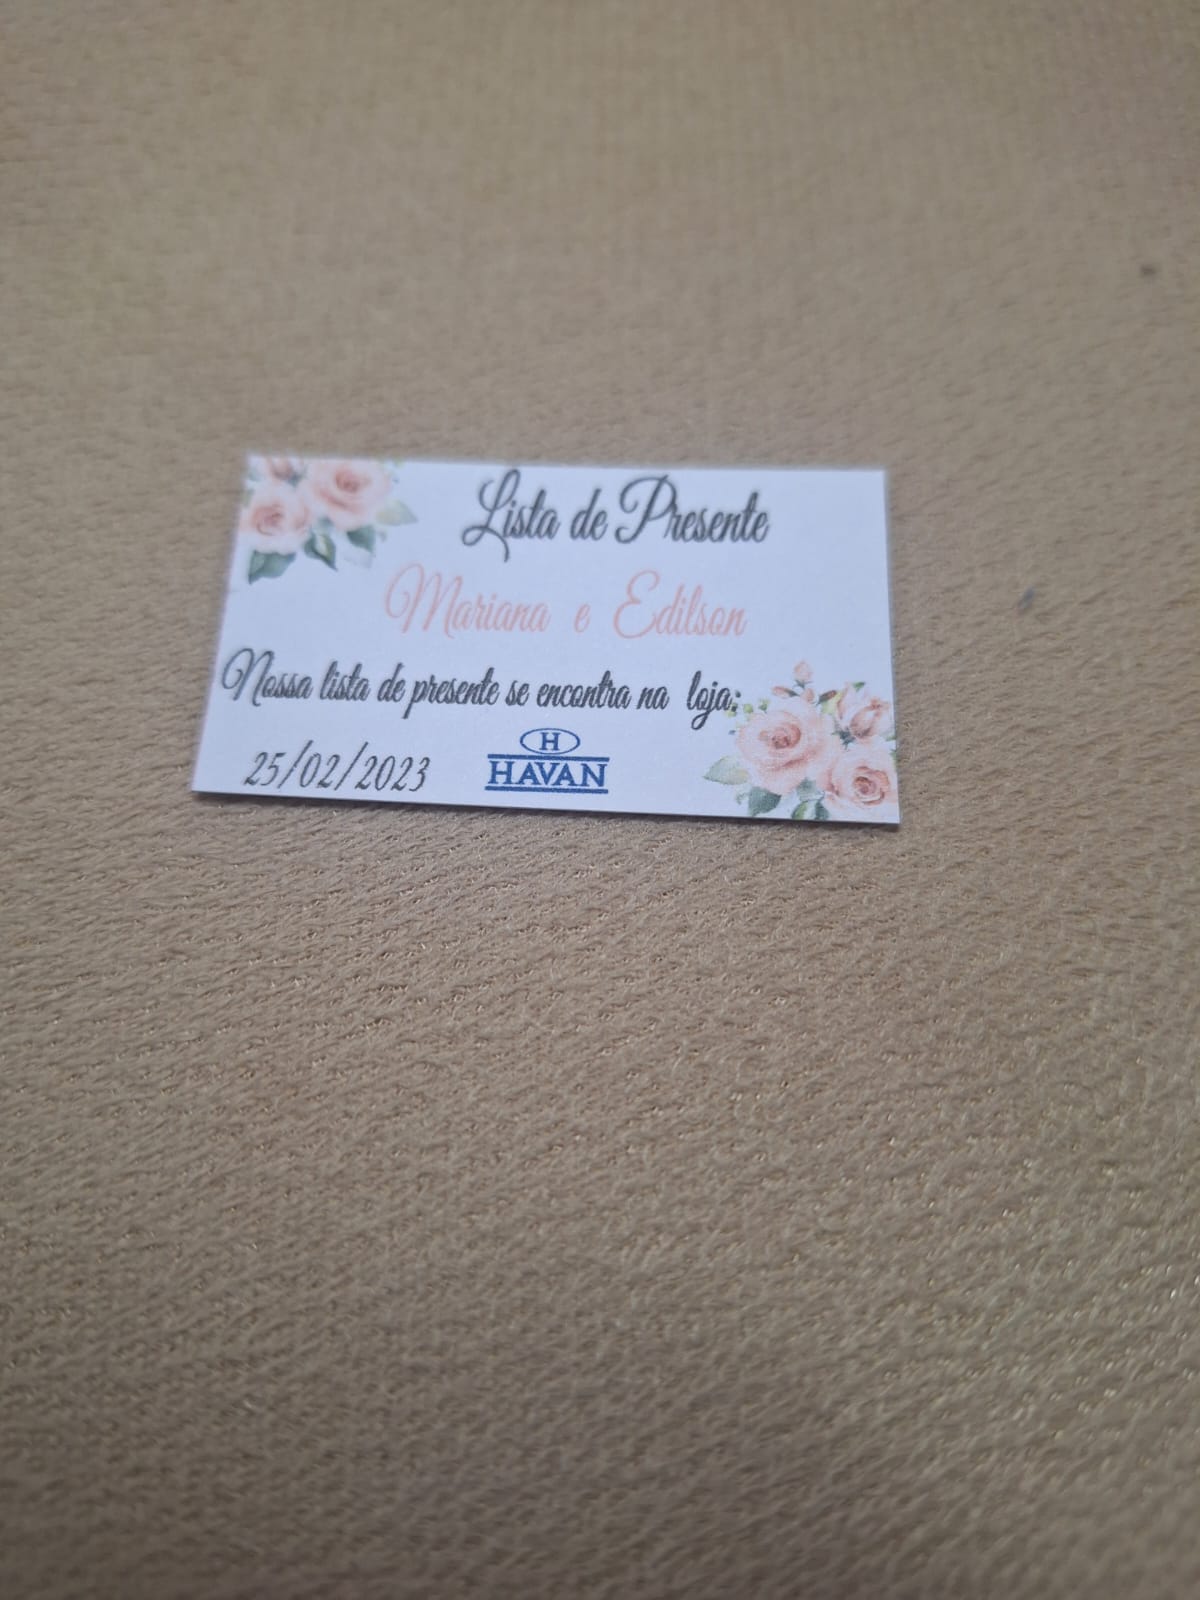 Lista de Presente
Mariana e Edilson
Nossa lista de presente se encontra na loja:
25/02/2023
H
HAVAN